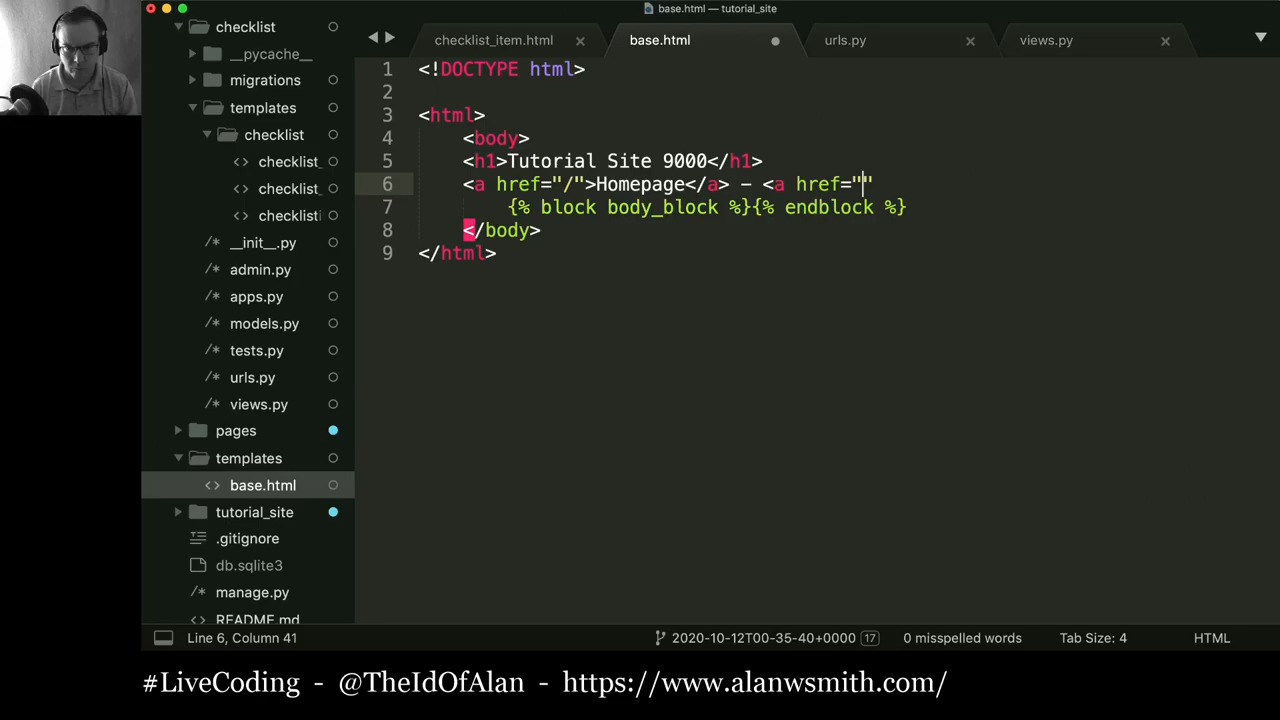 base.html — tutorial_site
checklist
__pycache__
migrations
templates
checklist
checklist_
checklist_
checklisti
__init__.py
admin.py
apps.py
models.py
tests.py
urls.py
views.py
pages
templates
base.html
tutorial_site
.gitignore
db.sqlite3
manage.py
README.md
checklist_item.html
base.html
urls.py
views.py
1 <!DOCTYPE html>
2
3 <html>
4 <body>
5 <h1>Tutorial Site 9000</h1>
6 <a href="/">Homepage</a> - <a href=""
7 {% block body_block %}{% endblock %}
8 </body>
9 </html>
Line 6, Column 41
2020-10-12T00-35-40+0000 17
0 misspelled words
Tab Size: 4
HTML
#LiveCoding - @TheIdOfAlan - https://www.alanwsmith.com/